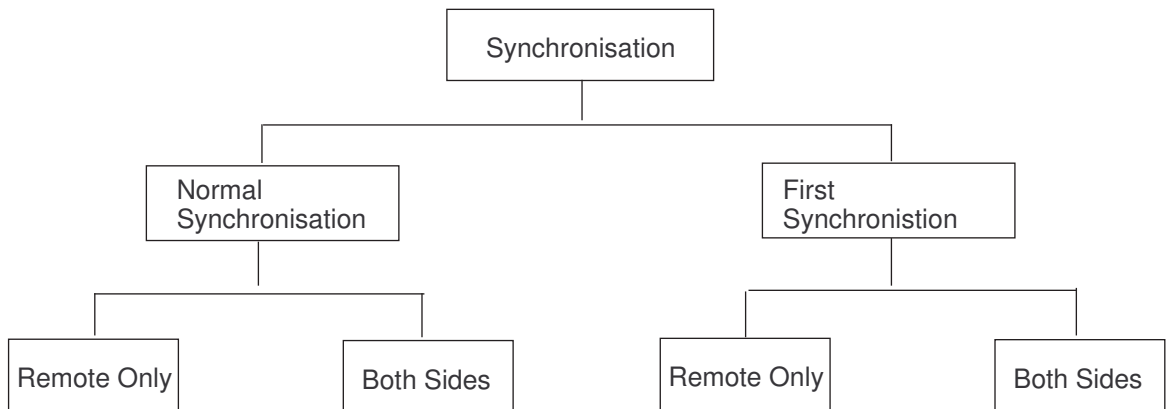 Synchronisation
Normal
Synchronisation
First
Synchronistion
Remote Only
Both Sides
Remote Only
Both Sides